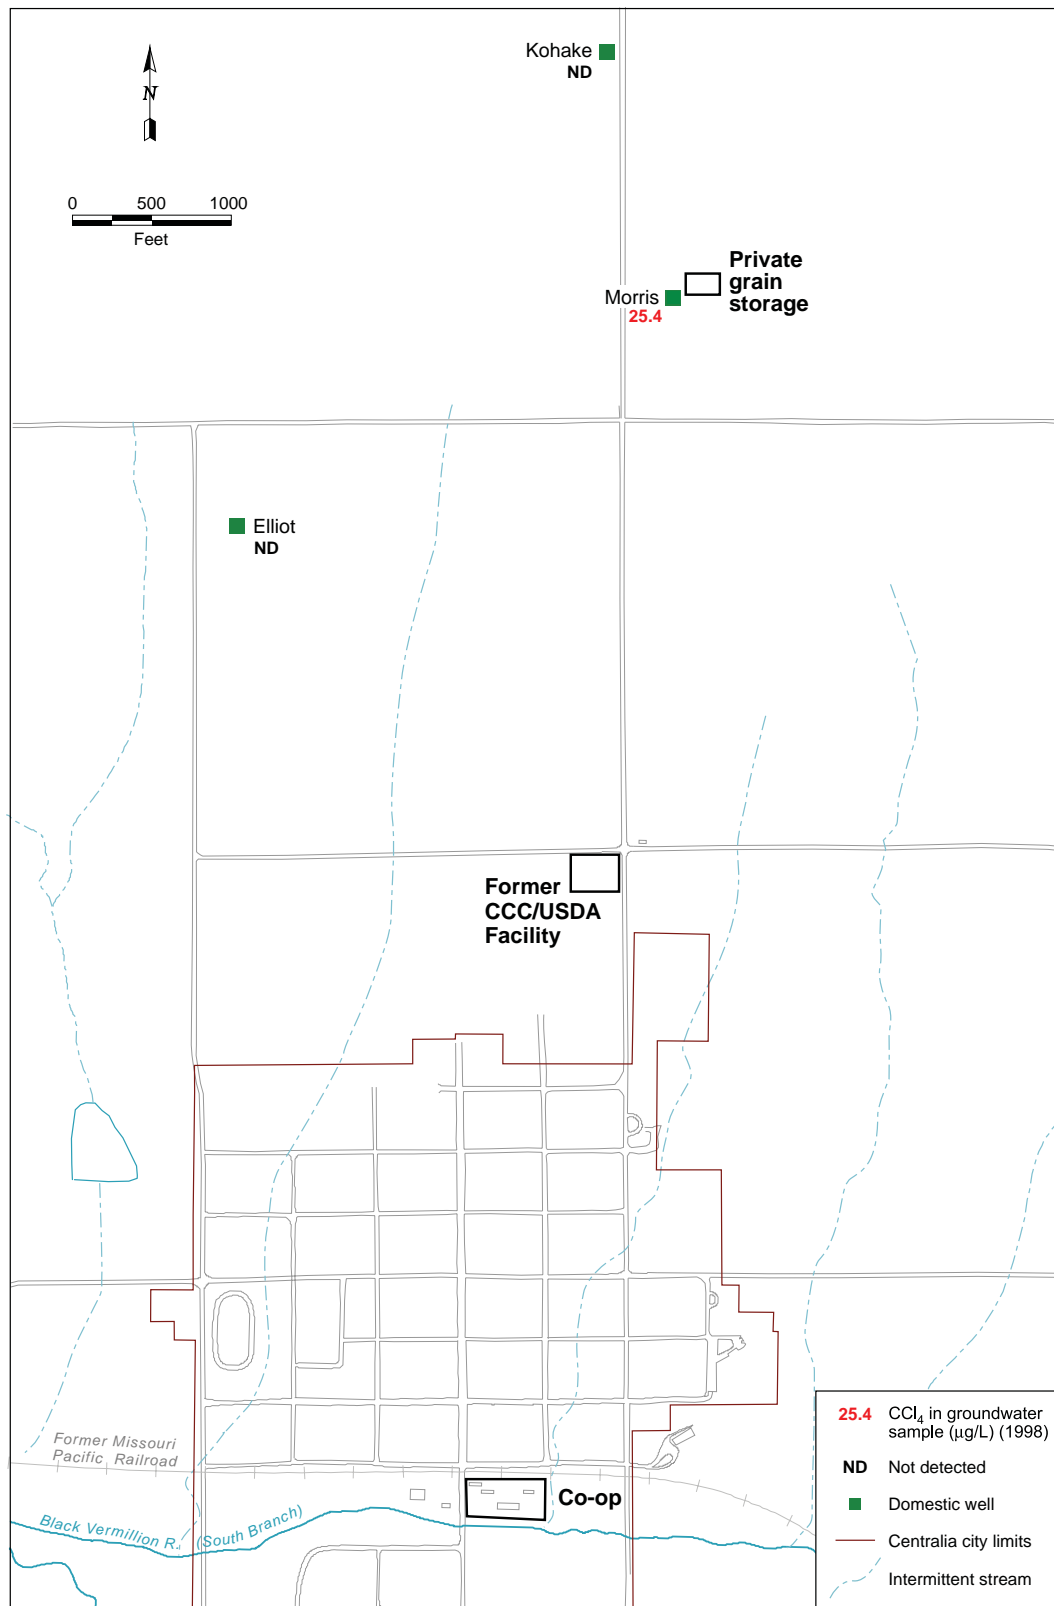 Kohake
ND
N
0 500 1000
Feet
Private
grain
storage
Morris
25.4
Elliot
ND
Former
CCC/USDA
Facility
Former Missouri
Pacific Railroad
Co-op
Black Vermillion R. (South Branch)
25.4 CCl₄ in groundwater
sample (µg/L) (1998)
ND Not detected
Domestic well
Centralia city limits
Intermittent stream